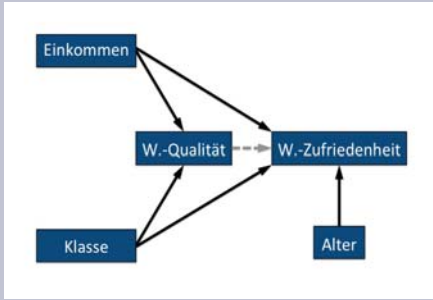 Einkommen
W.-Qualität
W.-Zufriedenheit
Klasse
Alter